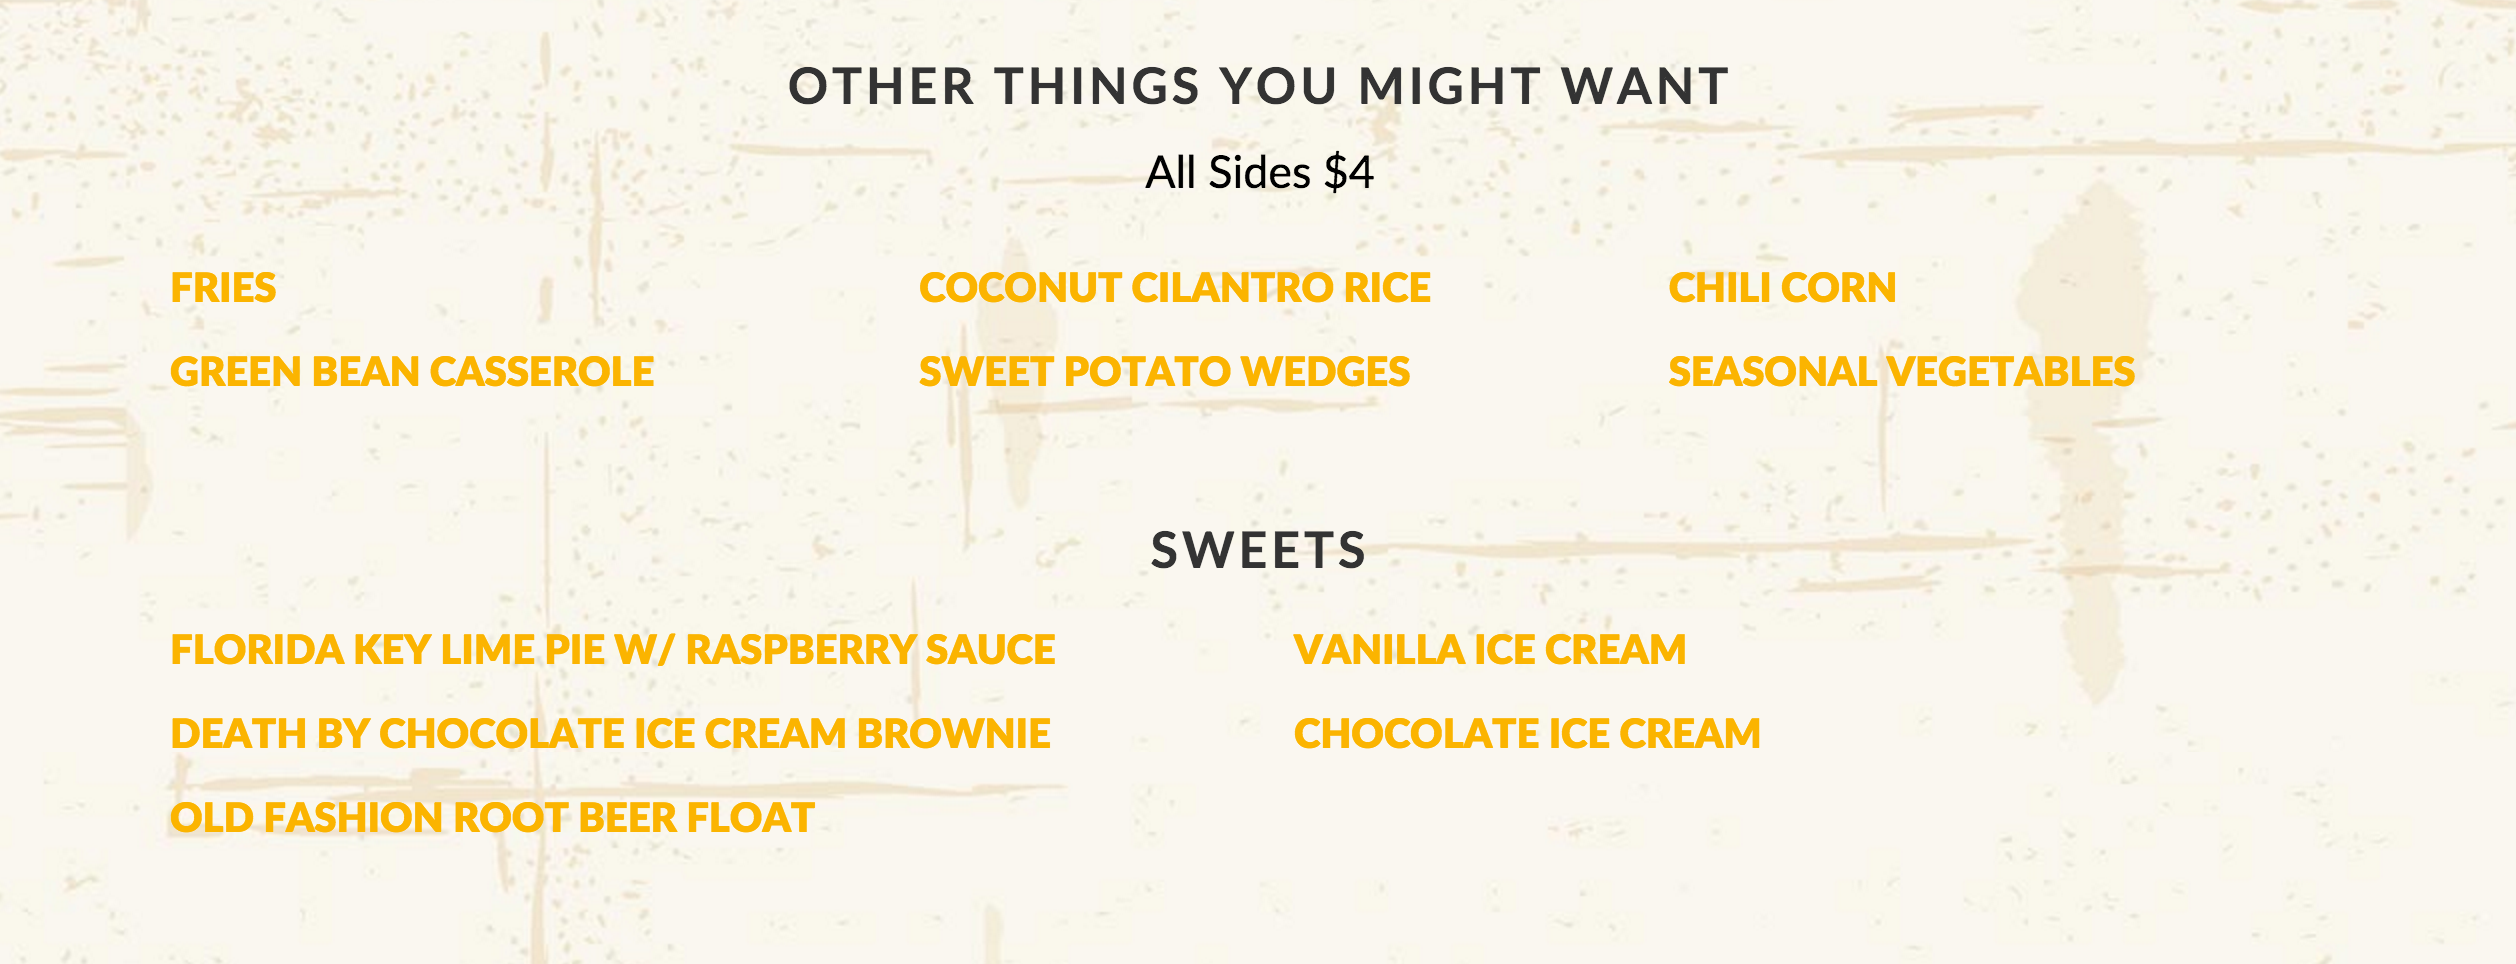 OTHER THINGS YOU MIGHT WANT
All Sides $4
FRIES
COCONUT CILANTRO RICE
CHILI CORN
GREEN BEAN CASSEROLE
SWEET POTATO WEDGES
SEASONAL VEGETABLES
SWEETS
FLORIDA KEY LIME PIE W/ RASPBERRY SAUCE
VANILLA ICE CREAM
DEATH BY CHOCOLATE ICE CREAM BROWNIE
CHOCOLATE ICE CREAM
OLD FASHION ROOT BEER FLOAT